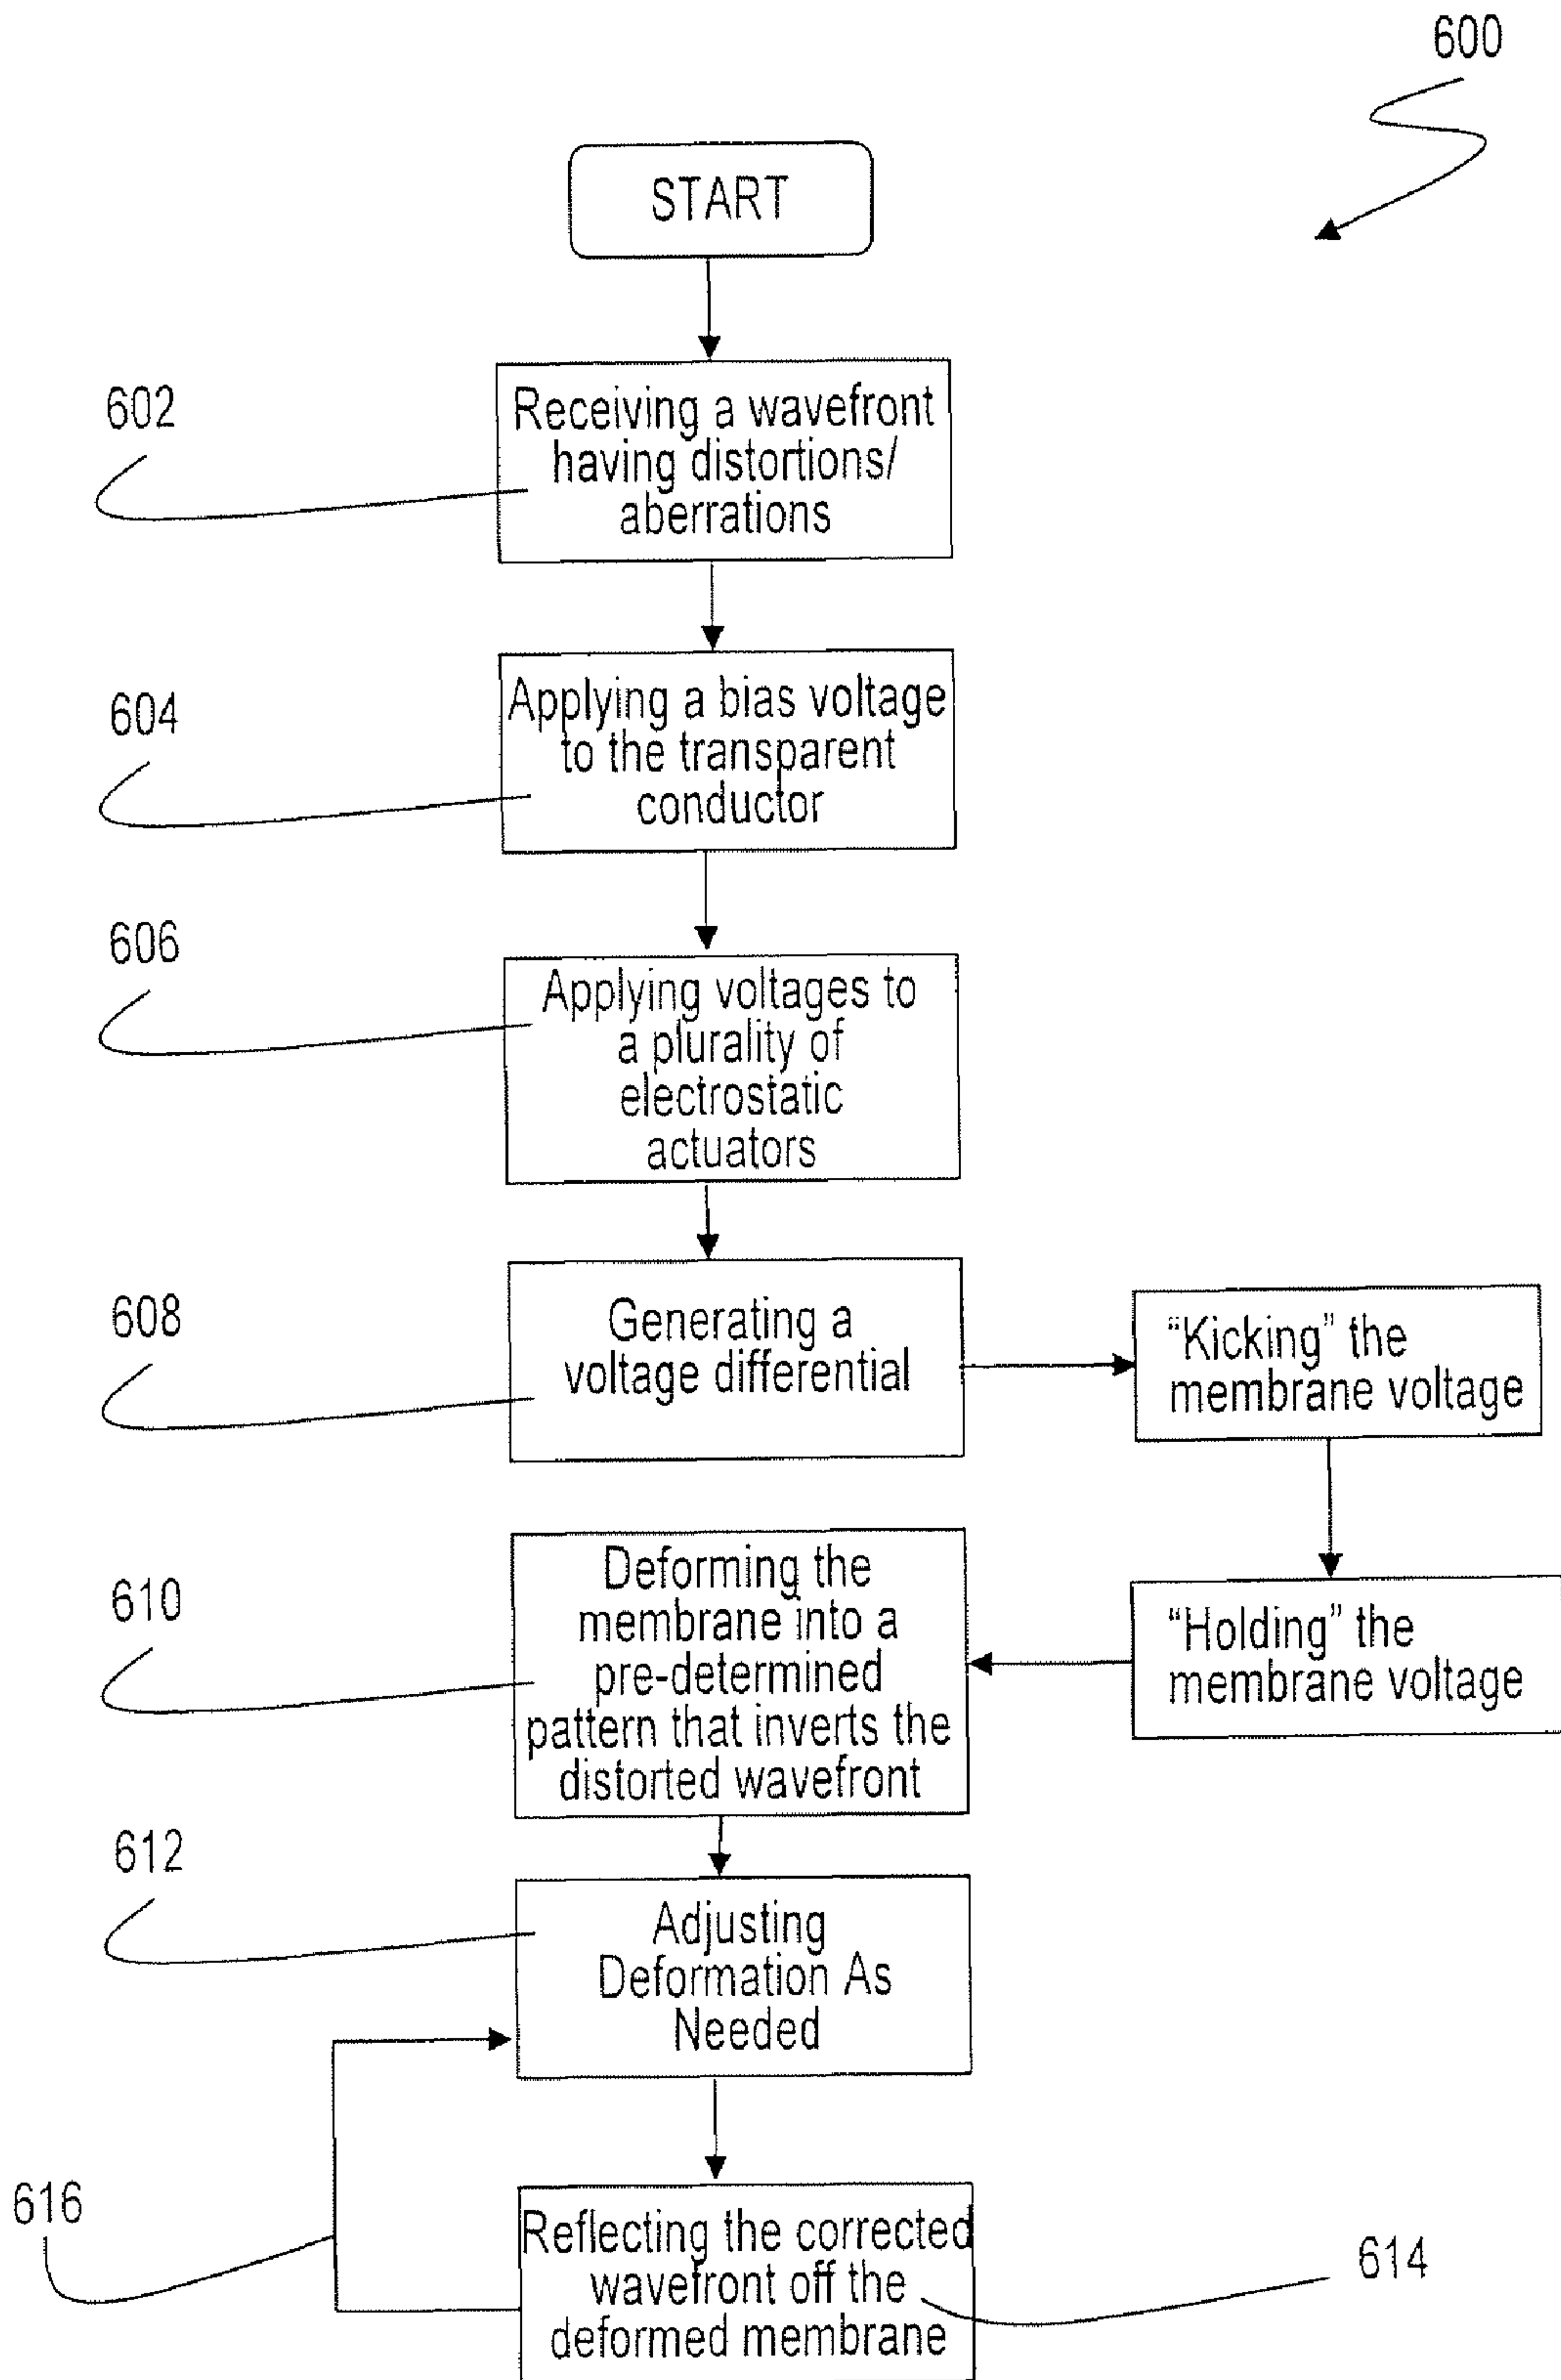 600
START
602
Receiving a wavefront
having distortions/
aberrations
604
Applying a bias voltage
to the transparent
conductor
606
Applying voltages to
a plurality of
electrostatic
actuators
608
Generating a
voltage differential
“Kicking” the
membrane voltage
610
Deforming the
membrane into a
pre-determined
pattern that inverts the
distorted wavefront
“Holding” the
membrane voltage
612
Adjusting
Deformation As
Needed
616
Reflecting the corrected
wavefront off the
deformed membrane
614